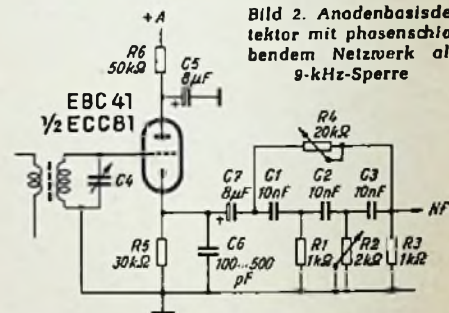 +A
Bild 2. Anodenbasisde
tektor mit phasenschie
bendem Netzwerk al
9-kHz-Sperre
R6
50kΩ
C5
8µF
EBC 41
½ ECC81
C4
R4
20kΩ
C7
8µF
C1
10nF
C2
10nF
C3
10nF
NF
R5
30kΩ
C6
100...500
pF
R1
1kΩ
R2
2kΩ
R3
1kΩ